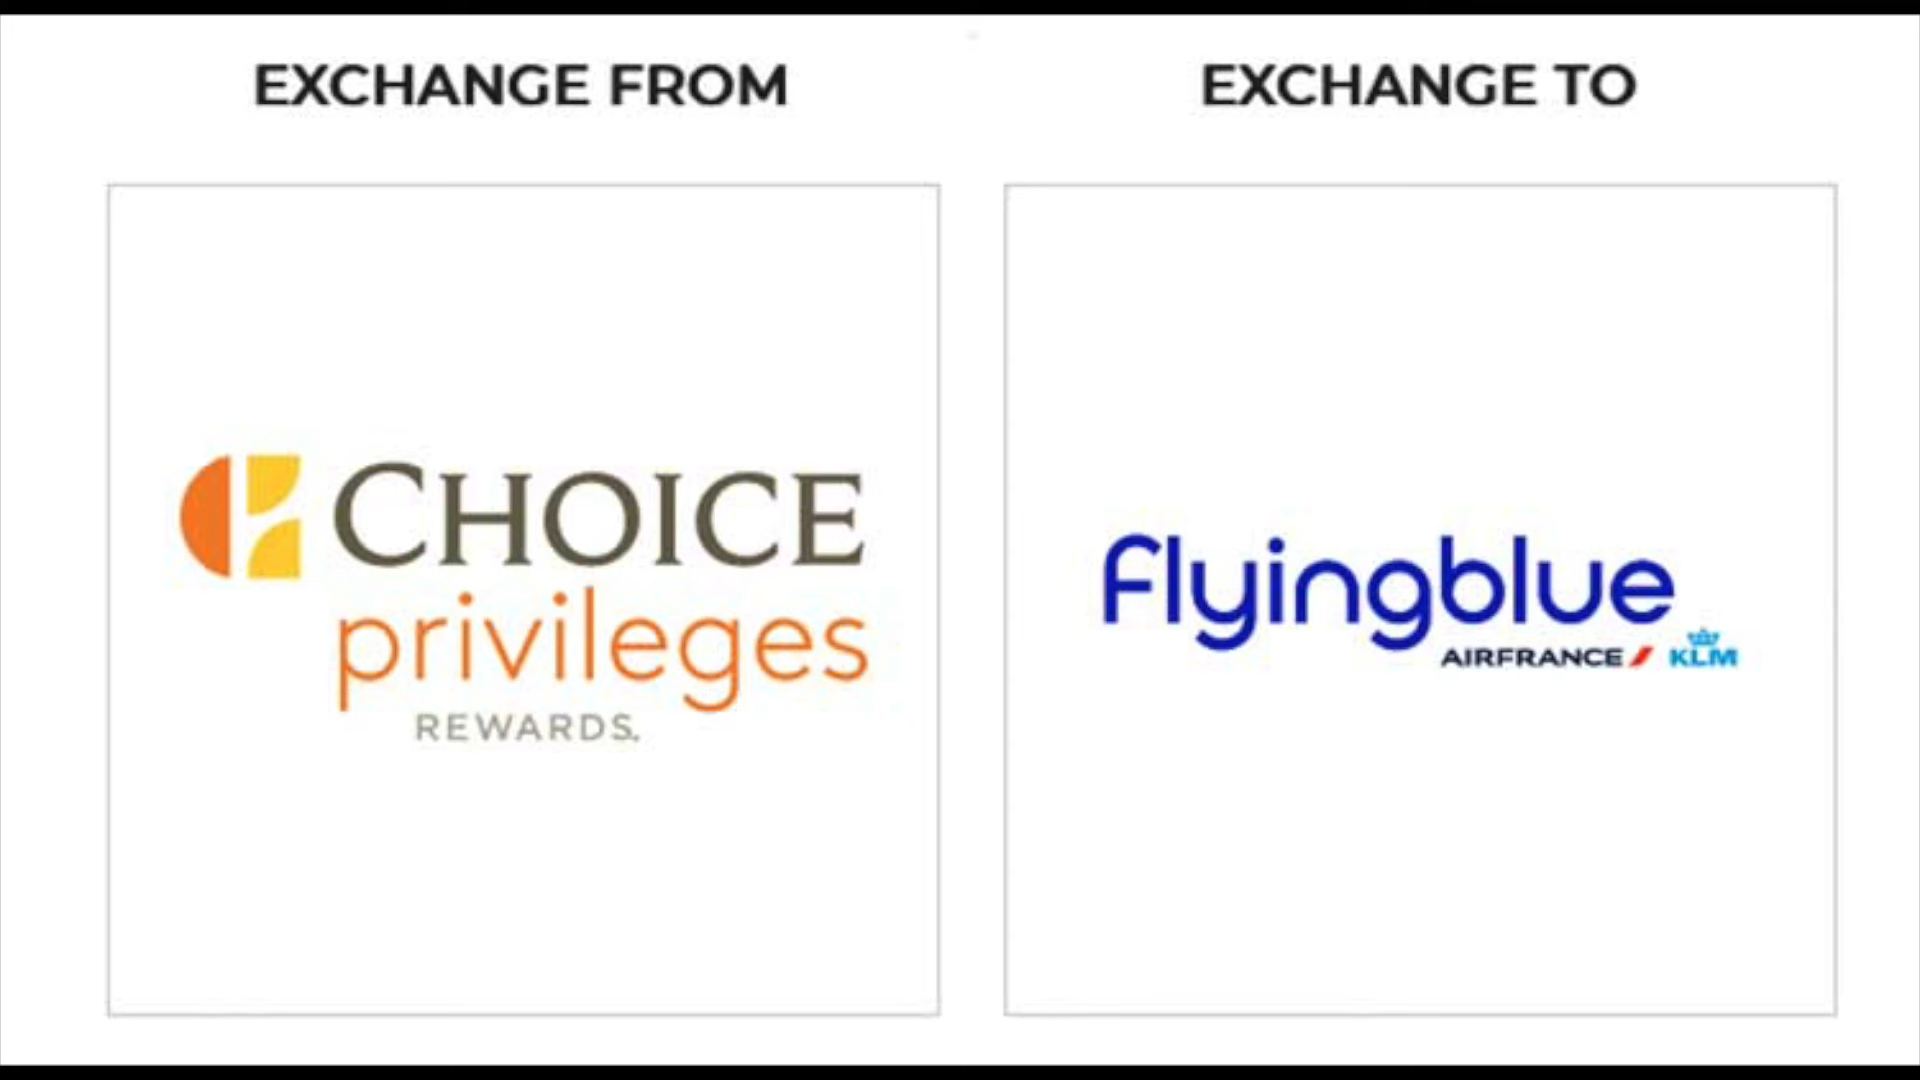 EXCHANGE FROM
EXCHANGE TO
CHOICE
privileges
REWARDS.
flyingblue
AIRFRANCE KLM